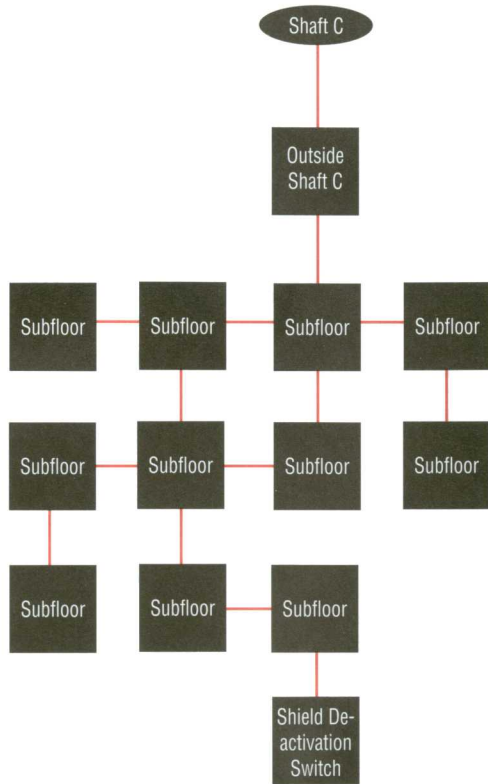 Shaft C
Outside
Shaft C
Subfloor
Subfloor
Subfloor
Subfloor
Subfloor
Subfloor
Subfloor
Subfloor
Subfloor
Subfloor
Subfloor
Shield De-
activation
Switch